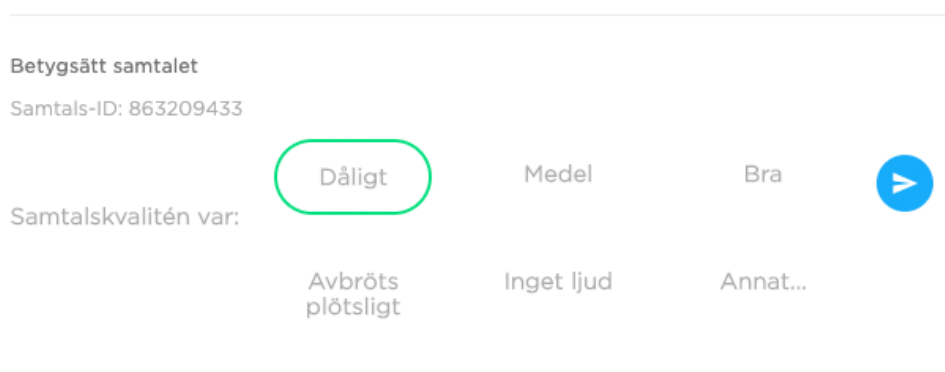 Betygsätt samtalet
Samtals-ID: 863209433
Dåligt Medel Bra
Samtalskvalitén var:
Avbröts Inget ljud Annat...
plötsligt